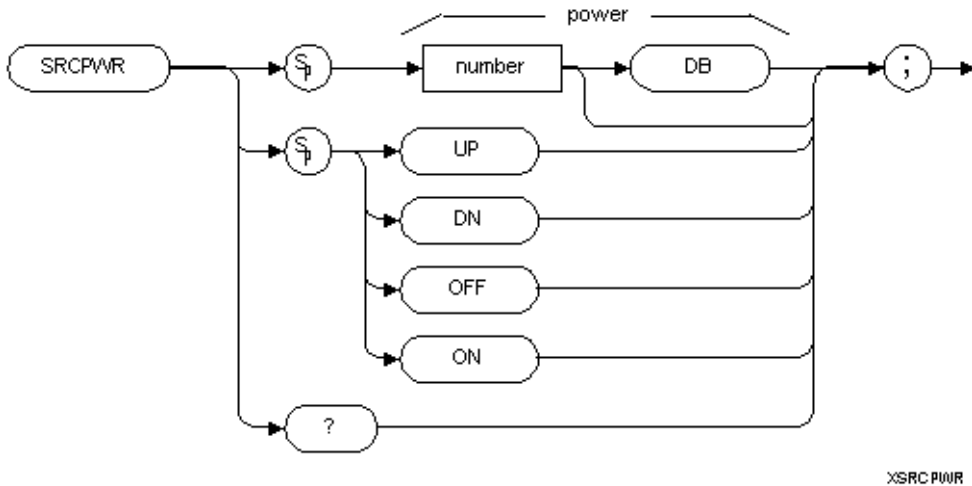 power
SRCPWR Sp number DB ;
Sp UP
DN
OFF
ON
?
XSRCPWR